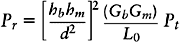 P_r = [h_b h_m / d^2]^2 (G_b G_m) / L_0 P_t